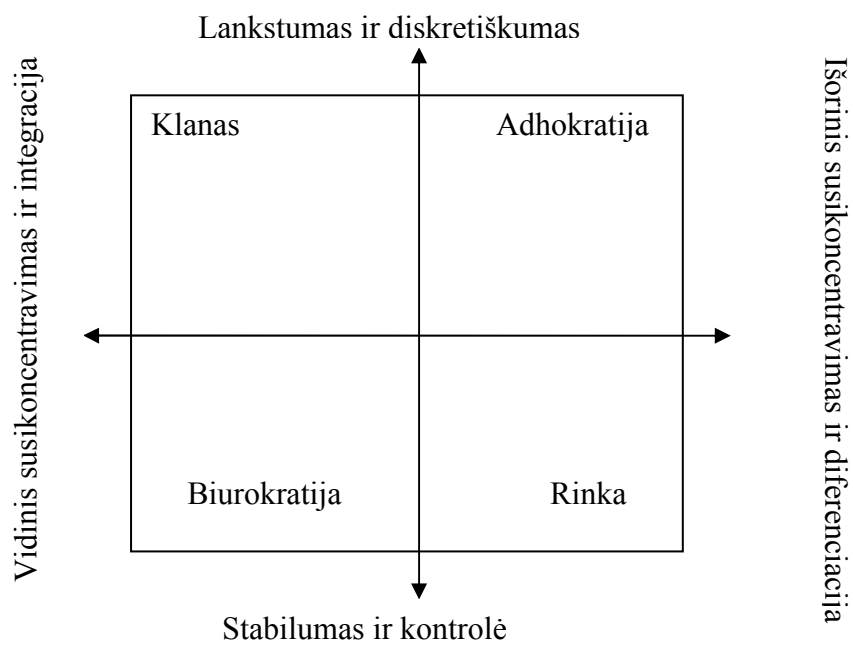 Lankstumas ir diskretiškumas
Vidinis susikoncentravimas ir integracija
Išorinis susikoncentravimas ir diferenciacija
Klanas
Adhokratija
Biurokratija
Rinka
Stabilumas ir kontrolė